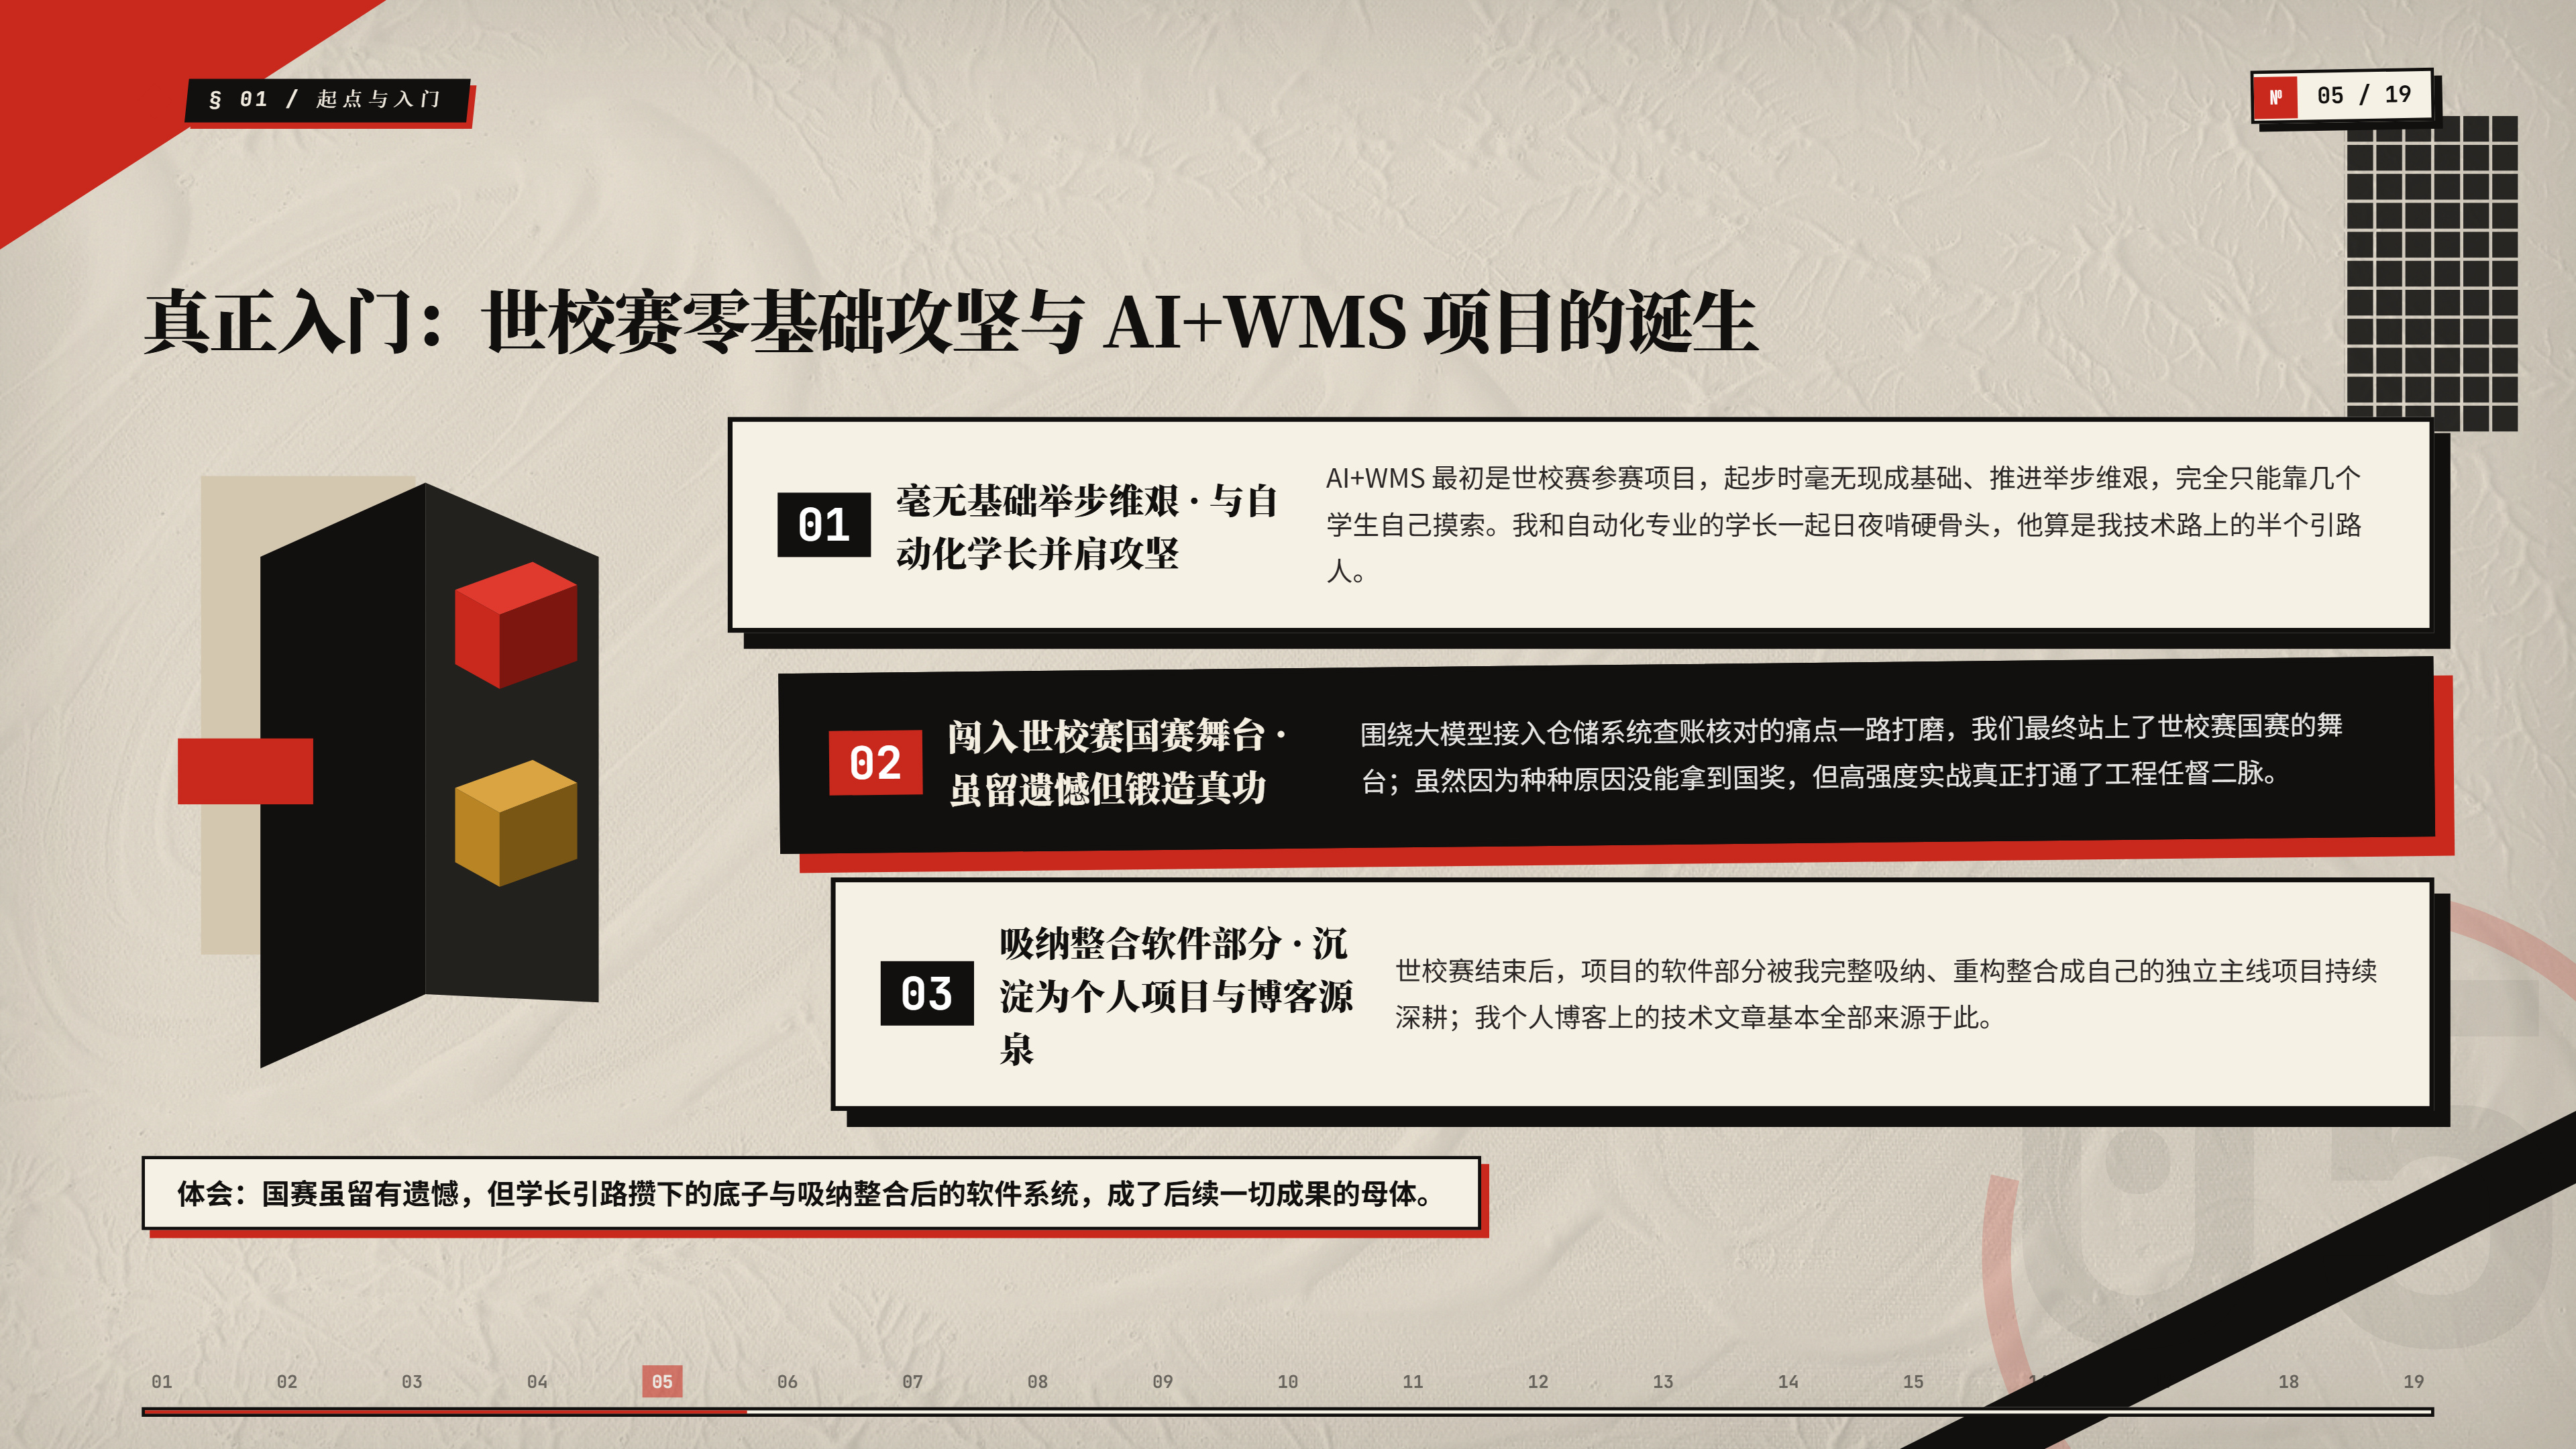 § 01 / 起点与入门
№ 05 / 19
真正入门：世校赛零基础攻坚与 AI+WMS 项目的诞生
01
毫无基础举步维艰 · 与自
动化学长并肩攻坚
AI+WMS 最初是世校赛参赛项目，起步时毫无现成基础、推进举步维艰，完全只能靠几个
学生自己摸索。我和自动化专业的学长一起日夜啃硬骨头，他算是我技术路上的半个引路
人。
02
闯入世校赛国赛舞台 ·
虽留遗憾但锻造真功
围绕大模型接入仓储系统查账核对的痛点一路打磨，我们最终站上了世校赛国赛的舞
台；虽然因为种种原因没能拿到国奖，但高强度实战真正打通了工程任督二脉。
03
吸纳整合软件部分 · 沉
淀为个人项目与博客源
泉
世校赛结束后，项目的软件部分被我完整吸纳、重构整合成自己的独立主线项目持续
深耕；我个人博客上的技术文章基本全部来源于此。
05
体会：国赛虽留有遗憾，但学长引路攒下的底子与吸纳整合后的软件系统，成了后续一切成果的母体。
01 02 03 04 05 06 07 08 09 10 11 12 13 14 15 18 19